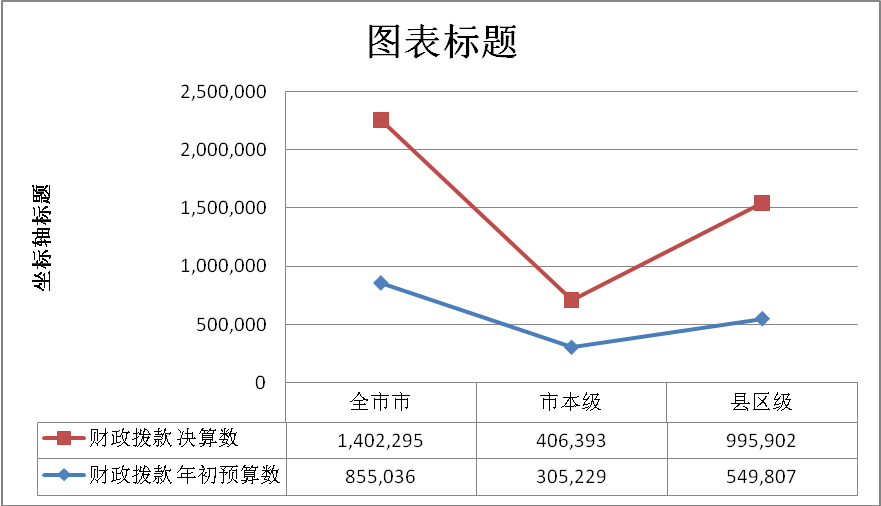 图表标题
2,500,000
2,000,000
1,500,000
1,000,000
500,000
0
坐标轴标题
全市市 市本级 县区级
财政拨款 决算数 1,402,295 406,393 995,902
财政拨款 年初预算数 855,036 305,229 549,807